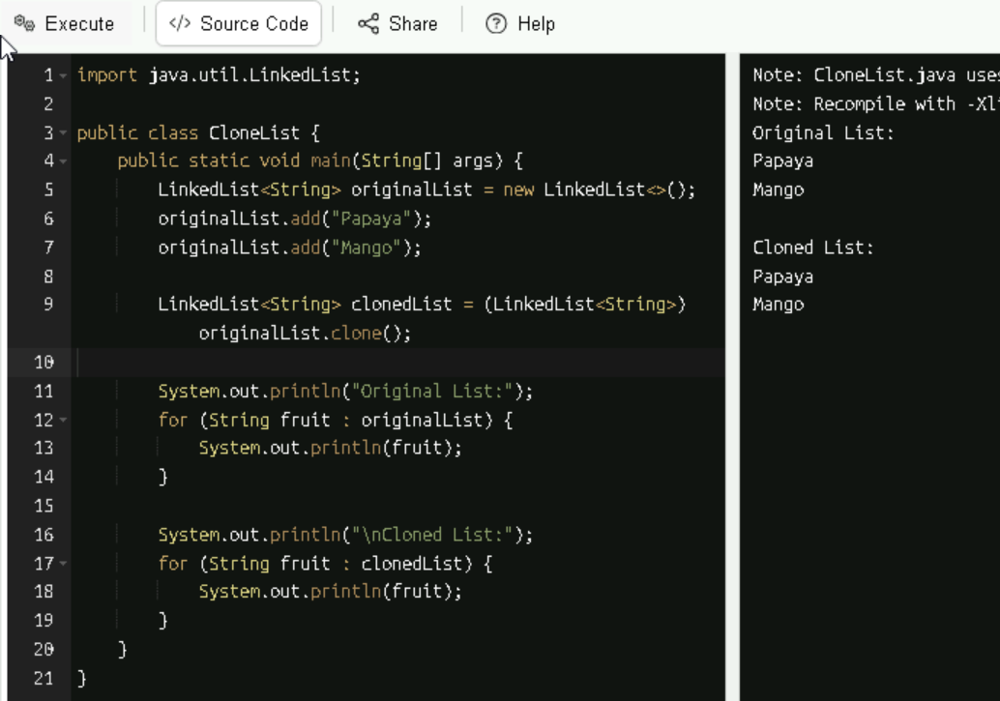 Execute </> Source Code Share Help
1 import java.util.LinkedList;
2
3 public class CloneList {
4 public static void main(String[] args) {
5 LinkedList<String> originalList = new LinkedList<>();
6 originalList.add("Papaya");
7 originalList.add("Mango");
8
9 LinkedList<String> clonedList = (LinkedList<String>)
originalList.clone();
10
11 System.out.println("Original List:");
12 for (String fruit : originalList) {
13 System.out.println(fruit);
14 }
15
16 System.out.println("\nCloned List:");
17 for (String fruit : clonedList) {
18 System.out.println(fruit);
19 }
20 }
21 }
Note: CloneList.java uses
Note: Recompile with -Xli
Original List:
Papaya
Mango
Cloned List:
Papaya
Mango